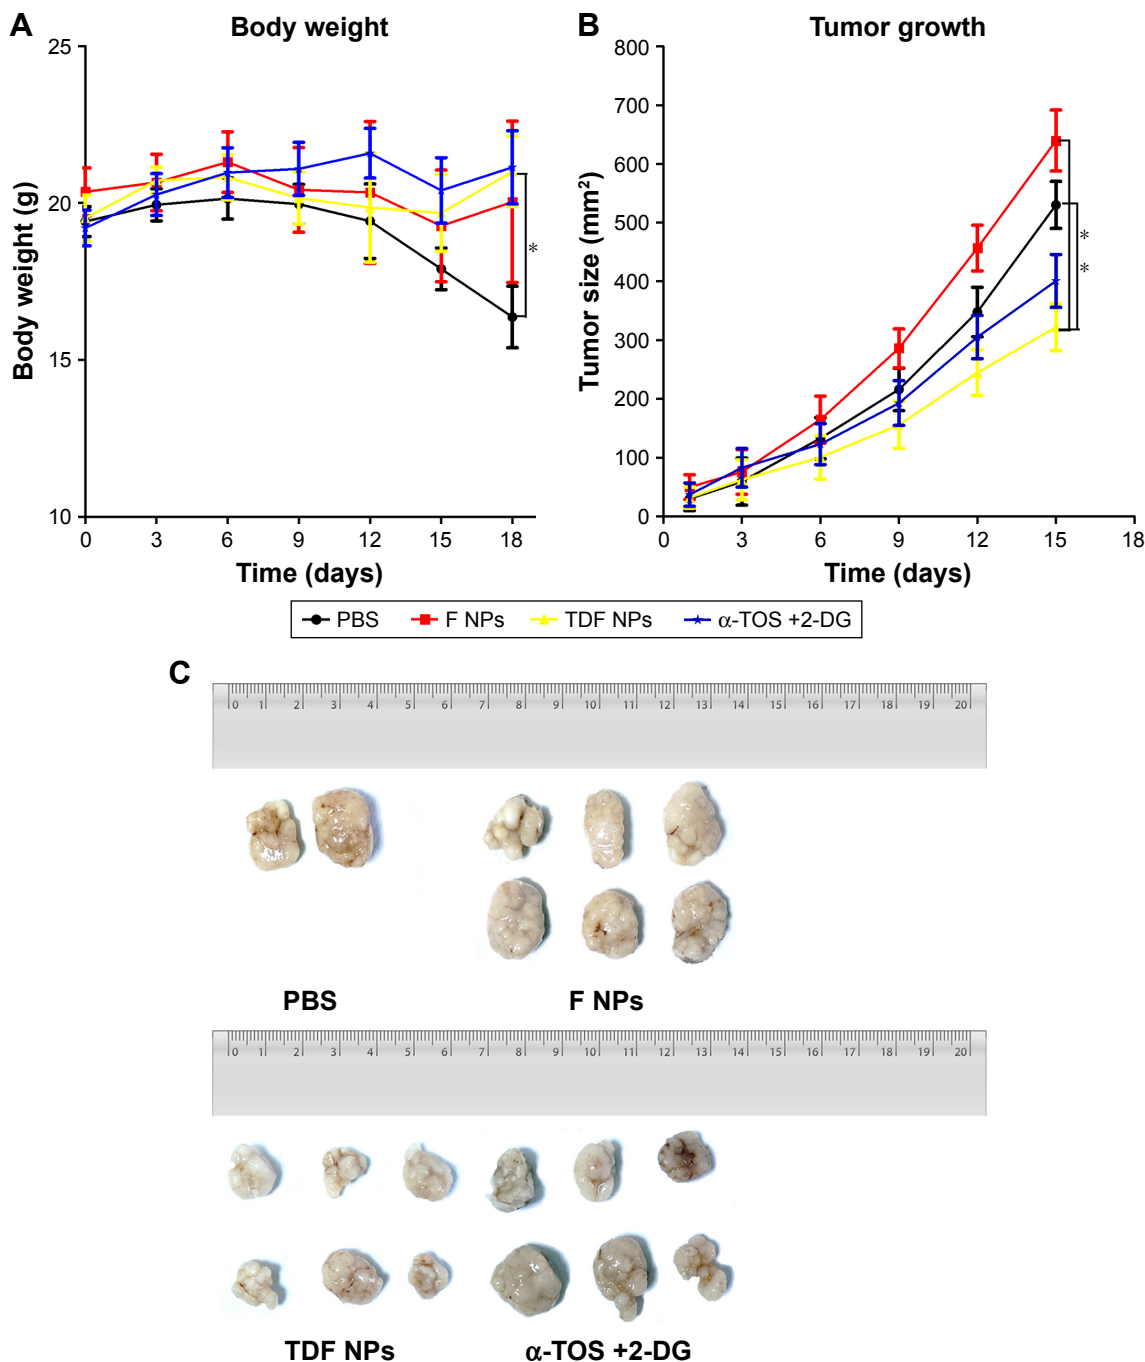 A
Body weight
25
20
15
10
Body weight (g)
0 3 6 9 12 15 18
Time (days)
*
B
Tumor growth
800
700
600
500
400
300
200
100
0
Tumor size (mm²)
3 6 9 12 15 18
Time (days)
*
*
PBS F NPs TDF NPs α-TOS +2-DG
C
0 1 2 3 4 5 6 7 8 9 10 11 12 13 14 15 16 17 18 19 20
PBS F NPs
0 1 2 3 4 5 6 7 8 9 10 11 12 13 14 15 16 17 18 19 20
TDF NPs α-TOS +2-DG